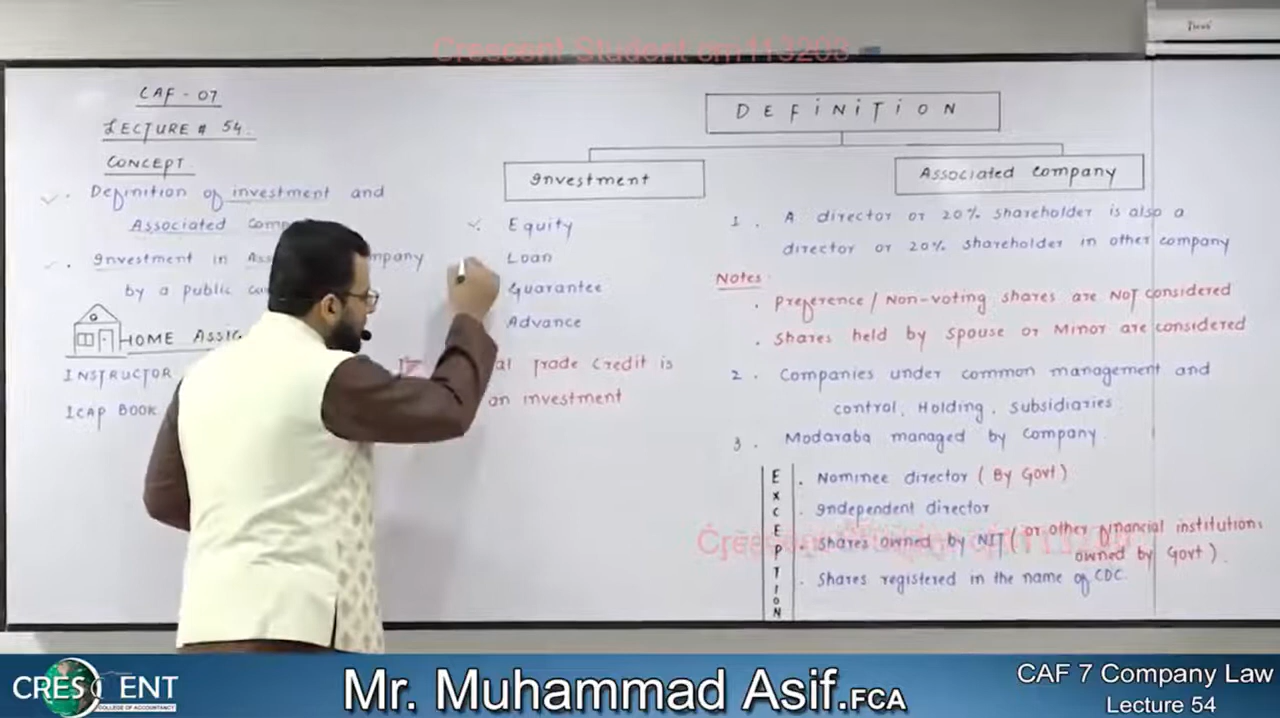 Crescent Student cm113203
CAF - 07
LECTURE # 54.
CONCEPT.
Definition of investment and
Associated
Investment in
by a public
HOME
INSTRUCTOR
ICAP BOOK
DEFINITION
Investment
Equity
Loan
Guarantee
Advance
Trade Credit is
an investment
Associated Company
1. A director or 20% shareholder is also a
director or 20% shareholder in other company
Notes
. Preference / Non-voting shares are NOT considered
. Shares held by Spouse or Minor are considered
2. Companies under common management and
control, Holding, Subsidiaries.
3. Modaraba managed by Company.
EXCEPTION
. Nominee director (By Govt)
. Independent director
. Shares owned by NIT (or other financial institutions
owned by Govt).
. Shares registered in the name of CDC.
CRESCENT
COLLEGE OF ACCOUNTANCY
Mr. Muhammad Asif.FCA
CAF 7 Company Law
Lecture 54